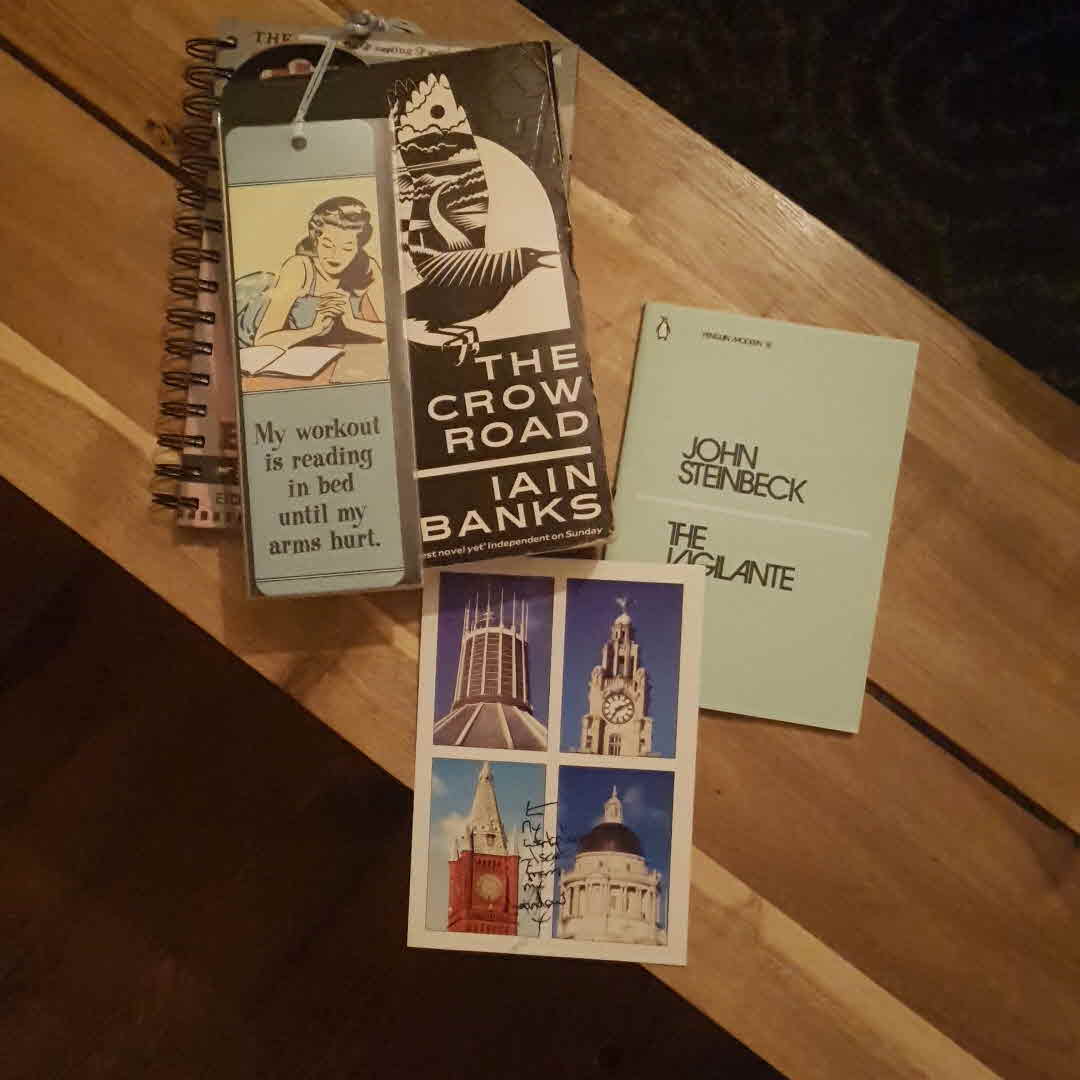 THE
My workout
is reading
in bed
until my
arms hurt.
THE
CROW
ROAD
IAIN
BANKS
est novel yet' Independent on Sunday
PENGUIN MODERN
JOHN
STEINBECK
THE
VIGILANTE